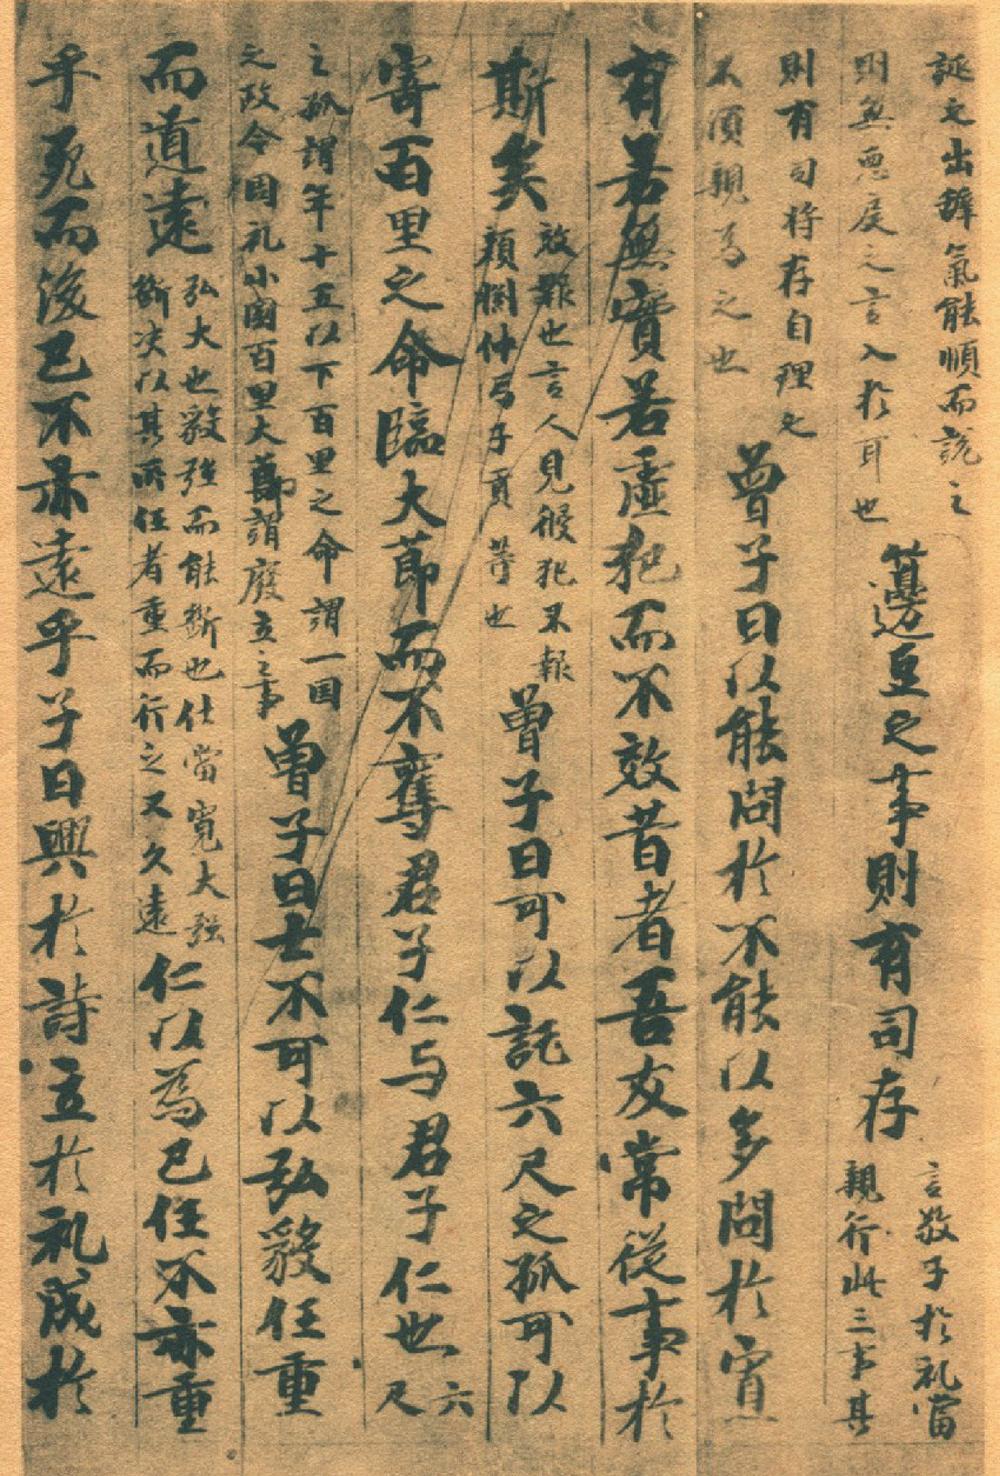 誕之出辭氣能順而説之則無惡戾之言入於耳也籩豆之事則有司存言敬子於礼當親行此三事其
則有司將存自理之不須親為之也曾子曰以能問於不能以多問於寡
有若無實若虛犯而不效昔者吾友常從事於
斯矣效報也言人見侵犯不報顔淵仲弓子貢等也曾子曰可以託六尺之孤可以
寄百里之命臨大節而不奪君子仁与君子仁也六尺
之孤謂年十五以下百里之命謂一国之政令周礼小國百里大節謂廢立之事曾子曰士不可以弘毅任重
而道遠弘大也毅強而能斷也仕當寬大強斷決以其所任者重而行之又久遠仁以為己任不亦重
乎死而後已不亦遠乎子曰興於詩立於礼成於